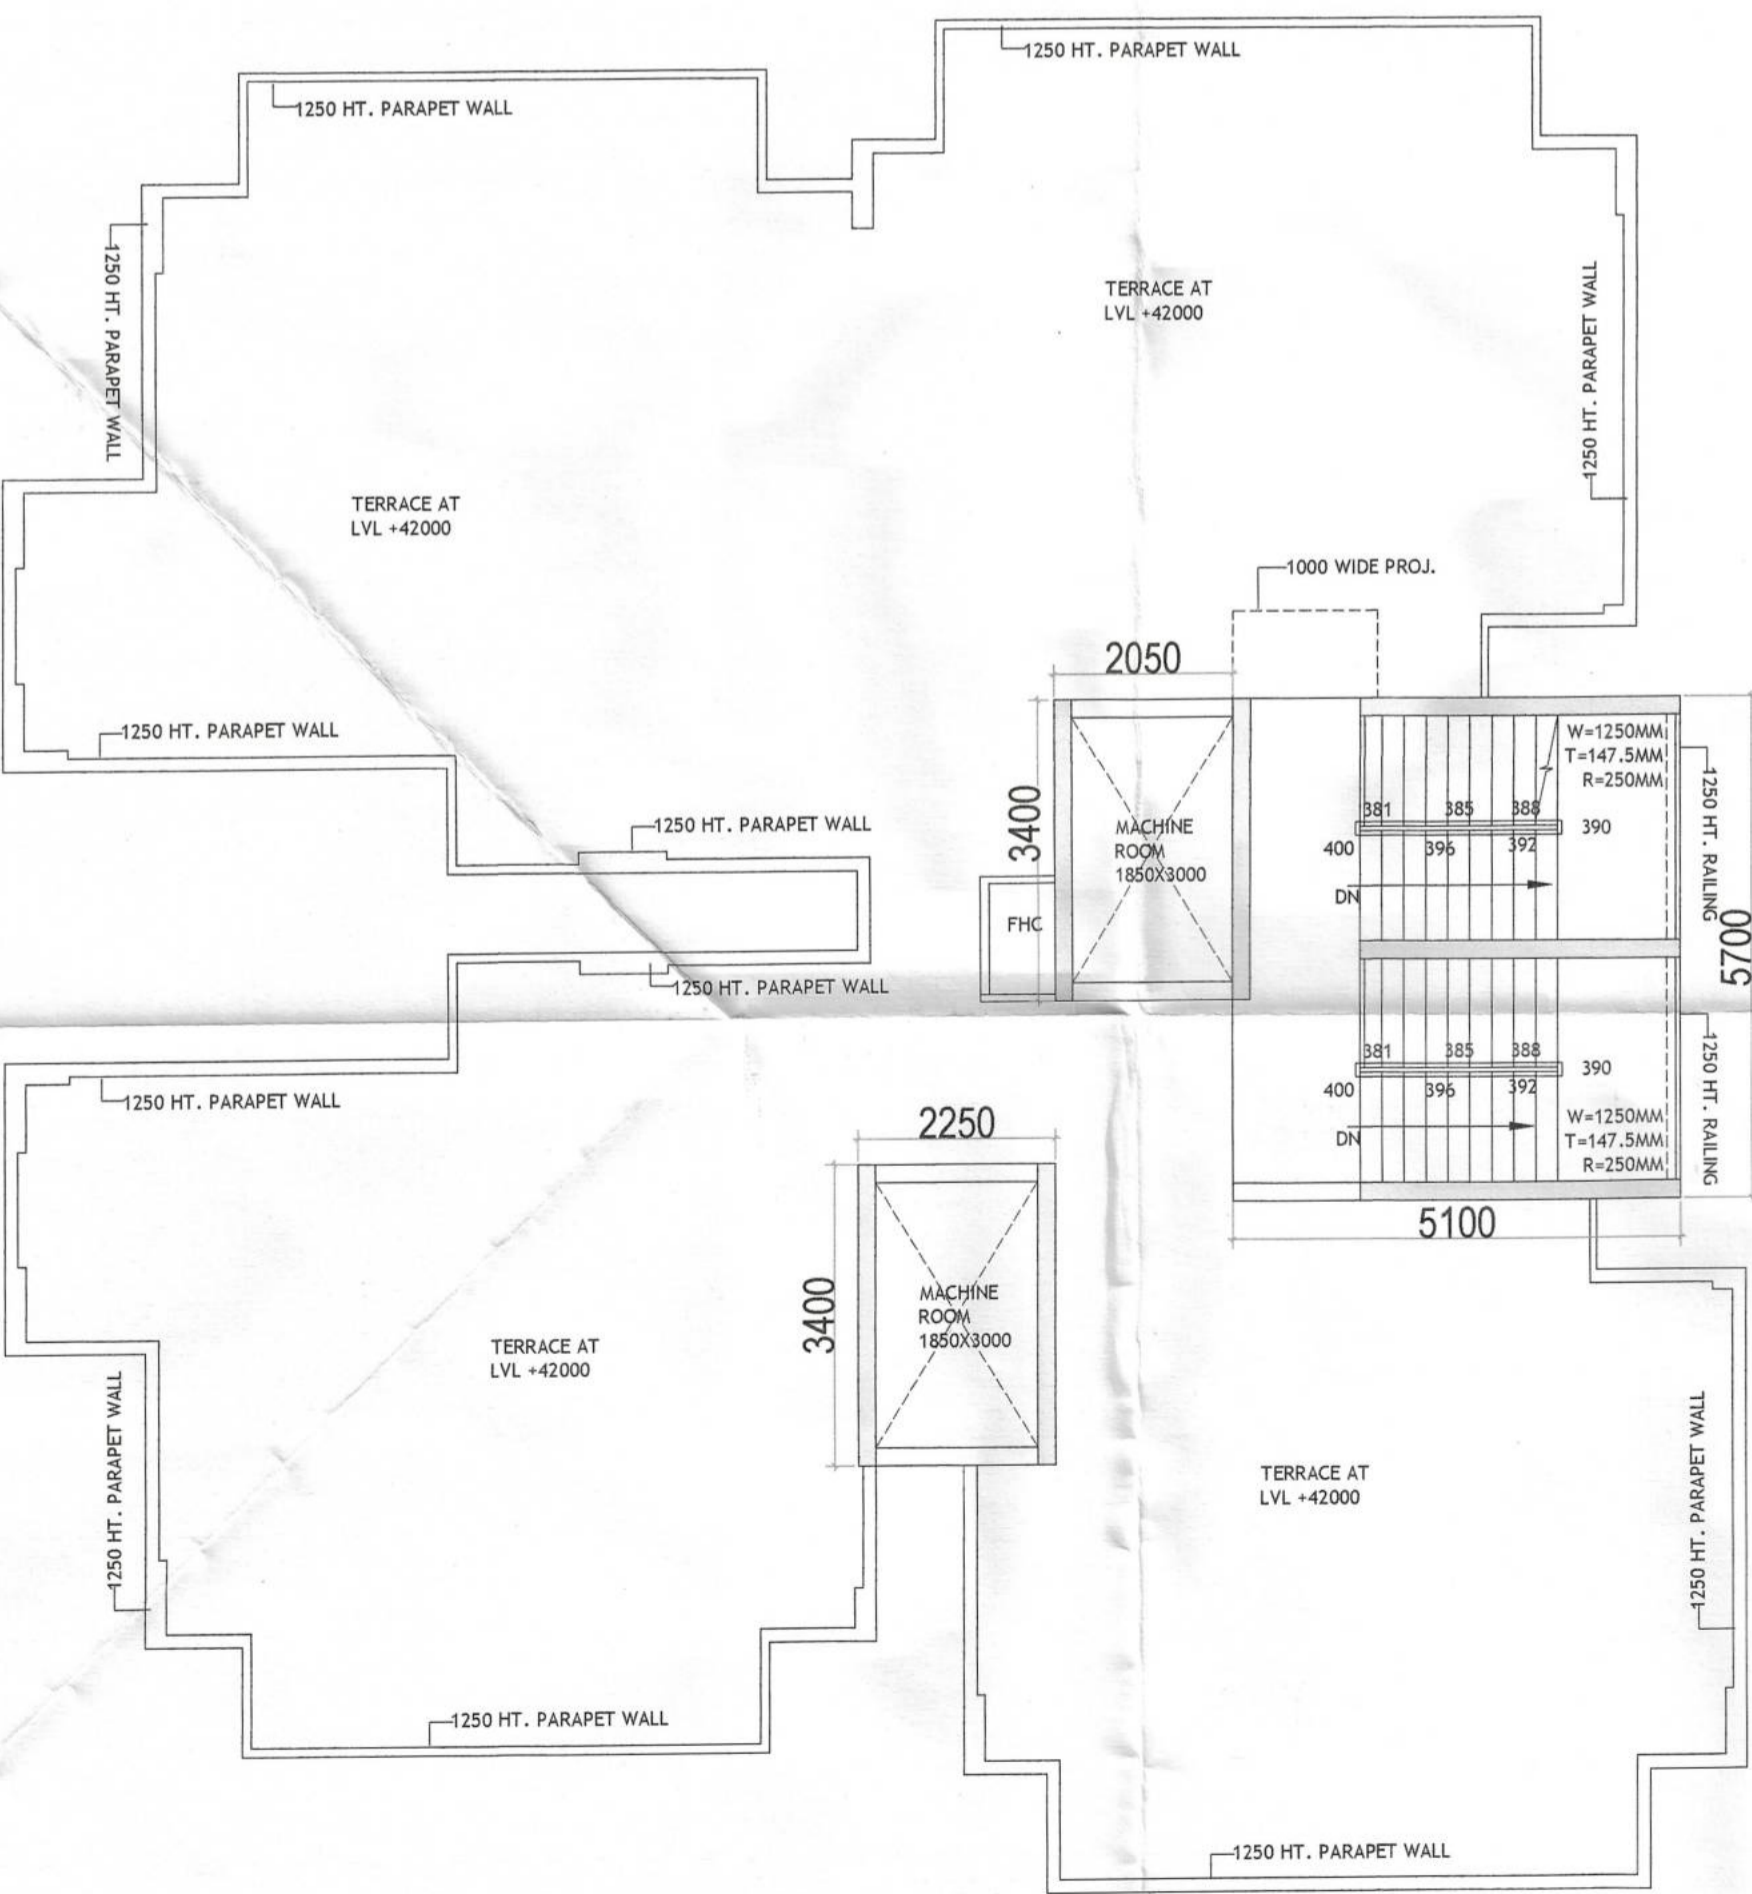 1250 HT. PARAPET WALL
1250 HT. PARAPET WALL
1250 HT. PARAPET WALL
TERRACE AT
LVL +42000
1250 HT. PARAPET WALL
TERRACE AT
LVL +42000
1000 WIDE PROJ.
2050
1250 HT. PARAPET WALL
W=1250MM
T=147.5MM
R=250MM
1250 HT. RAILING
3400
381 385 388
390
1250 HT. PARAPET WALL
MACHINE
ROOM
1850X3000
400 396 392
DN
FHC
5700
1250 HT. PARAPET WALL
381 385 388
390
400 396 392
1250 HT. RAILING
1250 HT. PARAPET WALL
2250
DN
W=1250MM
T=147.5MM
R=250MM
5100
3400
MACHINE
ROOM
1850X3000
TERRACE AT
LVL +42000
1250 HT. PARAPET WALL
TERRACE AT
LVL +42000
1250 HT. PARAPET WALL
1250 HT. PARAPET WALL
1250 HT. PARAPET WALL